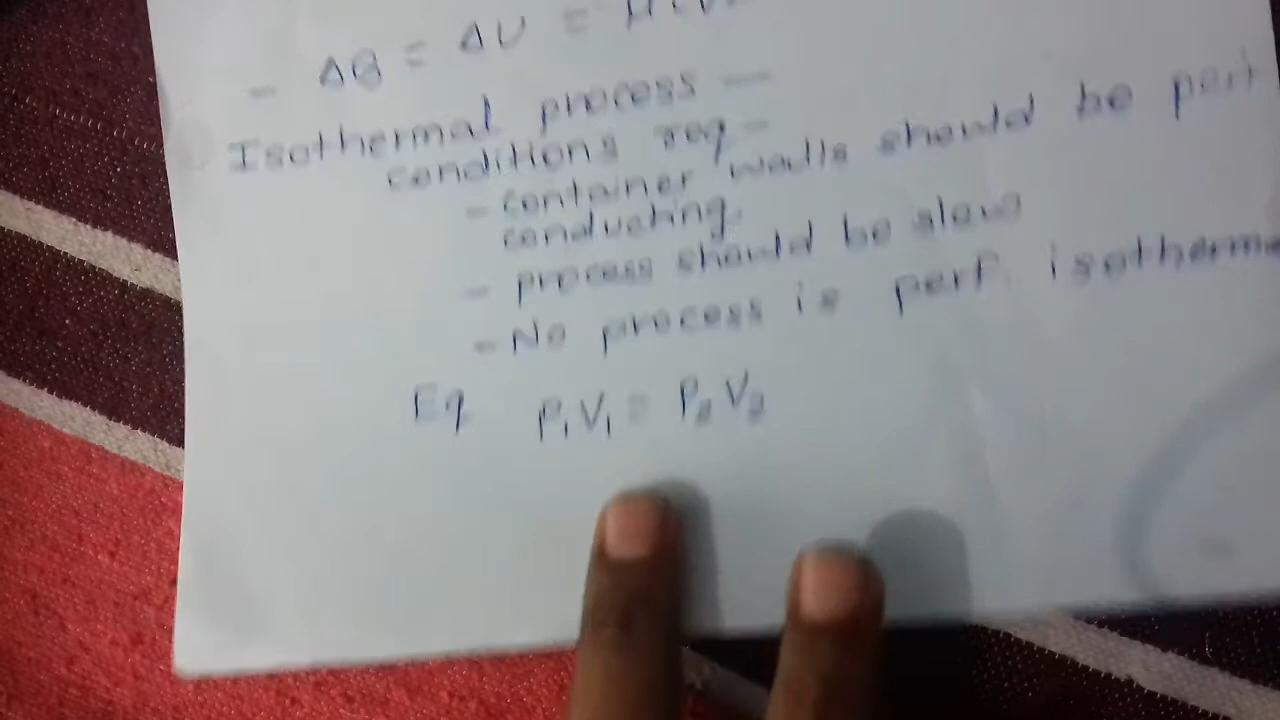 - ΔQ = ΔU =
Isothermal process -
conditions req -
- container walls should be
conducting.
- process should be slow
- No process is perf.
Eq P₁V₁ = P₂V₂